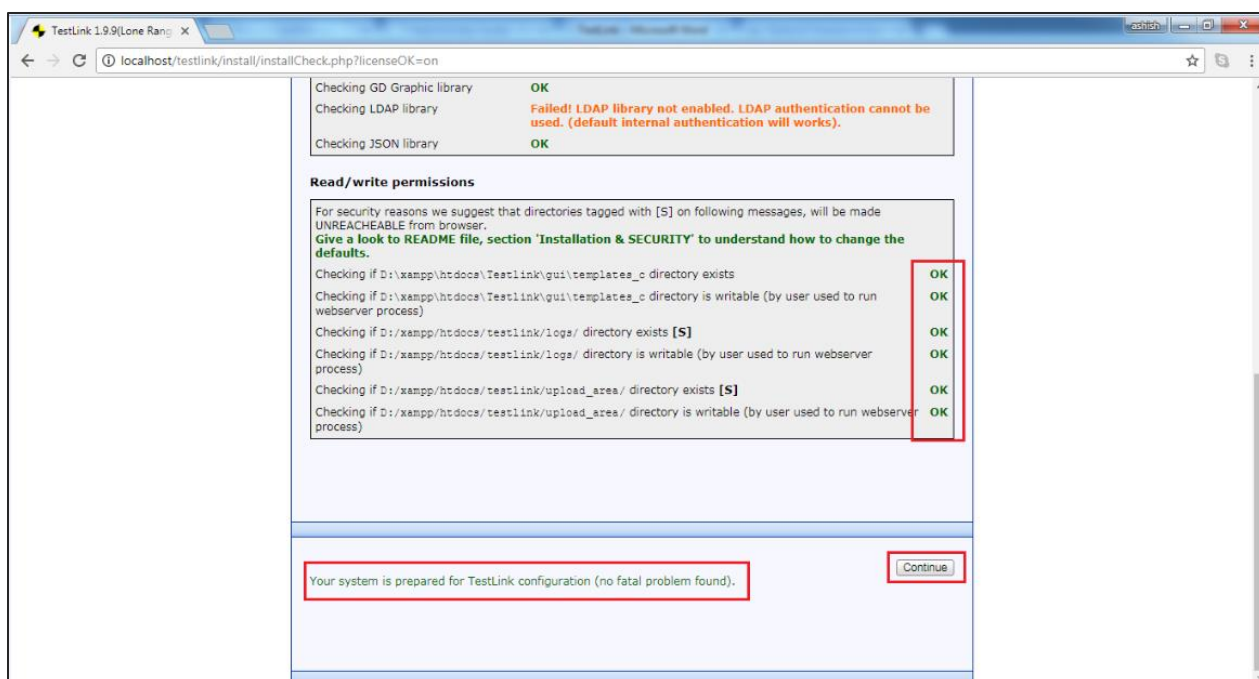 TestLink 1.9.9(Lone Rang
TestLink - Microsoft Word
ashish
localhost/testlink/install/installCheck.php?licenseOK=on
Checking GD Graphic library OK
Checking LDAP library Failed! LDAP library not enabled. LDAP authentication cannot be
used. (default internal authentication will works).
Checking JSON library OK
Read/write permissions
For security reasons we suggest that directories tagged with [S] on following messages, will be made
UNREACHEABLE from browser.
Give a look to README file, section 'Installation & SECURITY' to understand how to change the
defaults.
Checking if D:\xampp\htdocs\Testlink\gui\templates_c directory exists OK
Checking if D:\xampp\htdocs\Testlink\gui\templates_c directory is writable (by user used to run OK
webserver process)
Checking if D:/xampp/htdocs/testlink/logs/ directory exists [S] OK
Checking if D:/xampp/htdocs/testlink/logs/ directory is writable (by user used to run webserver OK
process)
Checking if D:/xampp/htdocs/testlink/upload_area/ directory exists [S] OK
Checking if D:/xampp/htdocs/testlink/upload_area/ directory is writable (by user used to run webserver OK
process)
Continue
Your system is prepared for TestLink configuration (no fatal problem found).